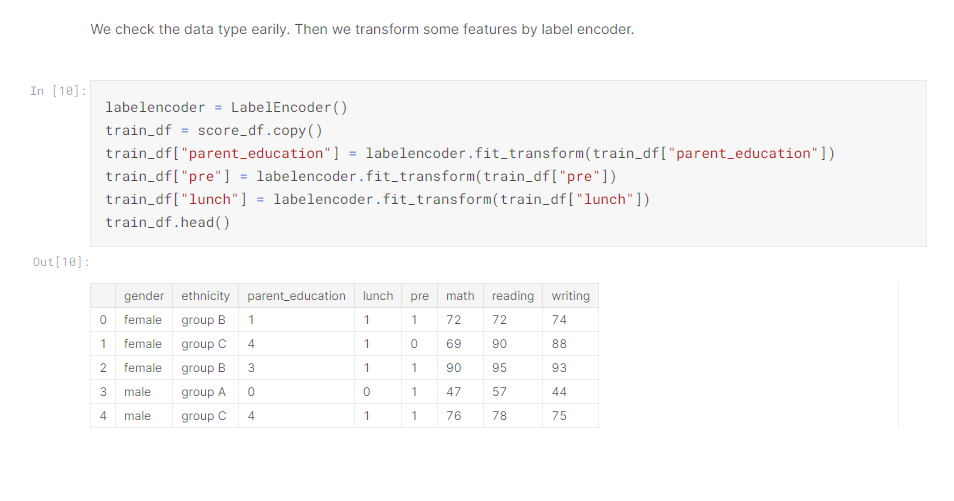 We check the data type earily. Then we transform some features by label encoder.
In [10]:
labelencoder = LabelEncoder()
train_df = score_df.copy()
train_df["parent_education"] = labelencoder.fit_transform(train_df["parent_education"])
train_df["pre"] = labelencoder.fit_transform(train_df["pre"])
train_df["lunch"] = labelencoder.fit_transform(train_df["lunch"])
train_df.head()
Out[10]:
gender ethnicity parent_education lunch pre math reading writing
0 female group B 1 1 1 72 72 74
1 female group C 4 1 0 69 90 88
2 female group B 3 1 1 90 95 93
3 male group A 0 0 1 47 57 44
4 male group C 4 1 1 76 78 75